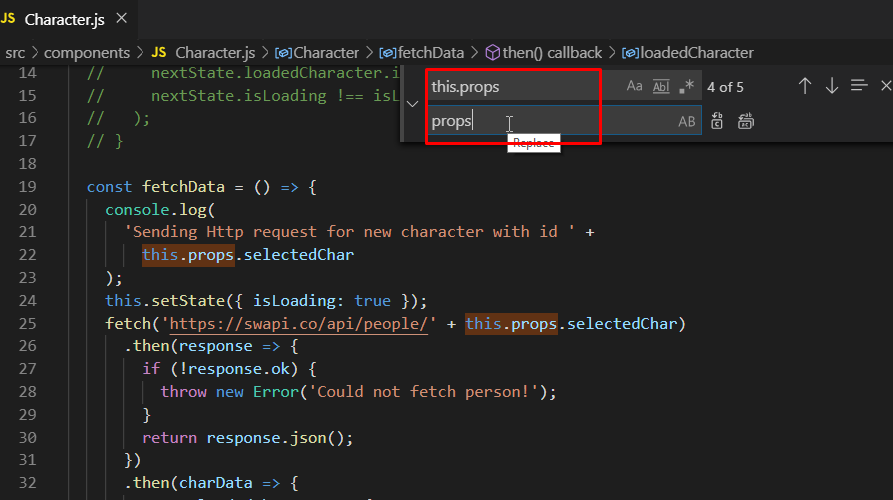 JS Character.js ×
src > components > JS Character.js > Character > fetchData > then() callback > loadedCharacter
this.props Aa Abl .* 4 of 5
props AB
Replace
14 // nextState.loadedCharacter.i
15 // nextState.isLoading !== isL
16 // );
17 // }
18
19 const fetchData = () => {
20 console.log(
21 'Sending Http request for new character with id ' +
22 this.props.selectedChar
23 );
24 this.setState({ isLoading: true });
25 fetch('https://swapi.co/api/people/' + this.props.selectedChar)
26 .then(response => {
27 if (!response.ok) {
28 throw new Error('Could not fetch person!');
29 }
30 return response.json();
31 })
32 .then(charData => {